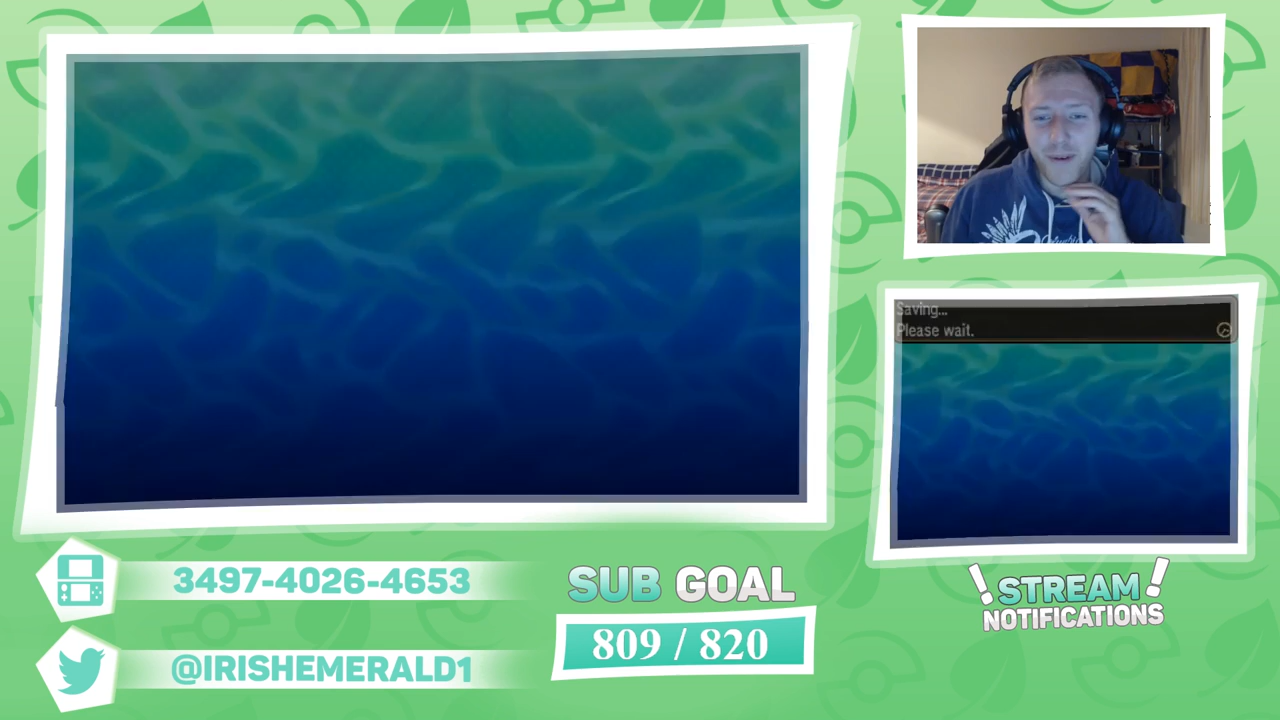 Saving...
Please wait.
3497-4026-4653
@IRISHEMERALD1
SUB GOAL
809 / 820
!STREAM!
NOTIFICATIONS